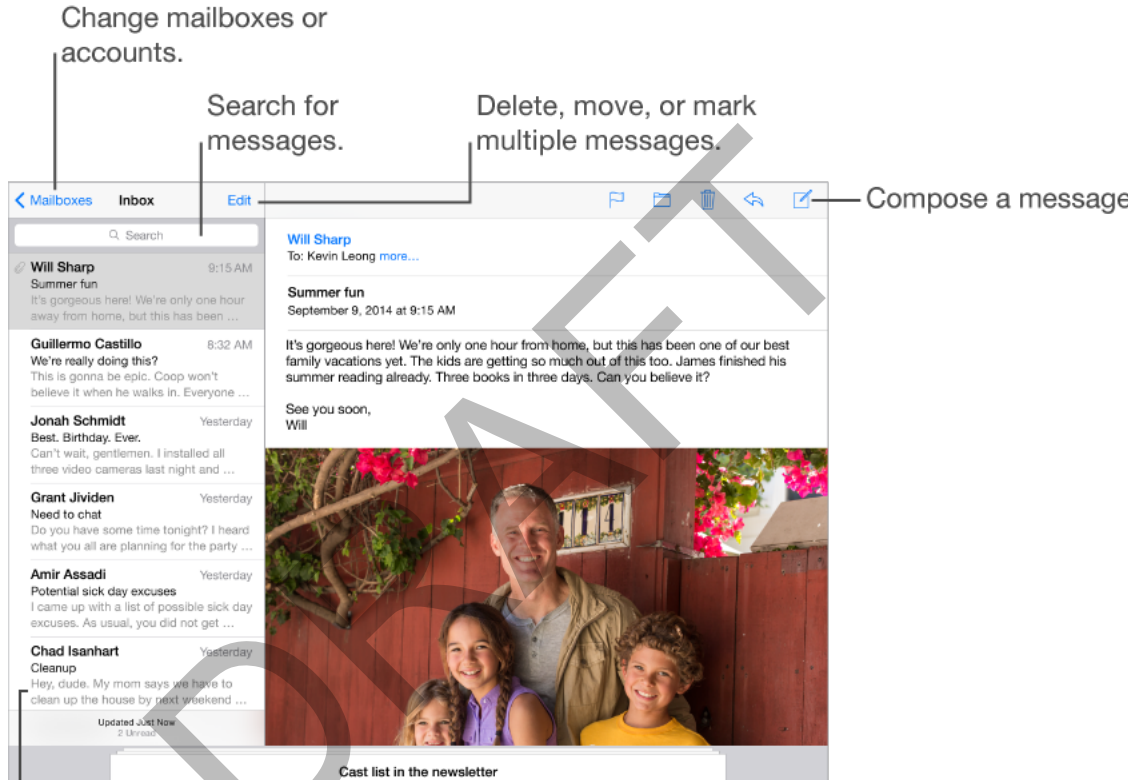 Change mailboxes or
accounts.
Search for
messages.
Delete, move, or mark
multiple messages.
Compose a message
Mailboxes Inbox Edit
Search
Will Sharp 9:15 AM
Summer fun
It's gorgeous here! We're only one hour
away from home, but this has been ...
Guillermo Castillo 8:32 AM
We're really doing this?
This is gonna be epic. Coop won't
believe it when he walks in. Everyone ...
Jonah Schmidt Yesterday
Best. Birthday. Ever.
Can't wait, gentlemen. I installed all
three video cameras last night and ...
Grant Jividen Yesterday
Need to chat
Do you have some time tonight? I heard
what you all are planning for the party ...
Amir Assadi Yesterday
Potential sick day excuses
I came up with a list of possible sick day
excuses. As usual, you did not get ...
Chad Isanhart Yesterday
Cleanup
Hey, dude. My mom says we have to
clean up the house by next weekend ...
Updated Just Now
2 Unread
Will Sharp
To: Kevin Leong more...
Summer fun
September 9, 2014 at 9:15 AM
It's gorgeous here! We're only one hour from home, but this has been one of our best
family vacations yet. The kids are getting so much out of this too. James finished his
summer reading already. Three books in three days. Can you believe it?
See you soon,
Will
Cast list in the newsletter
DRAFT